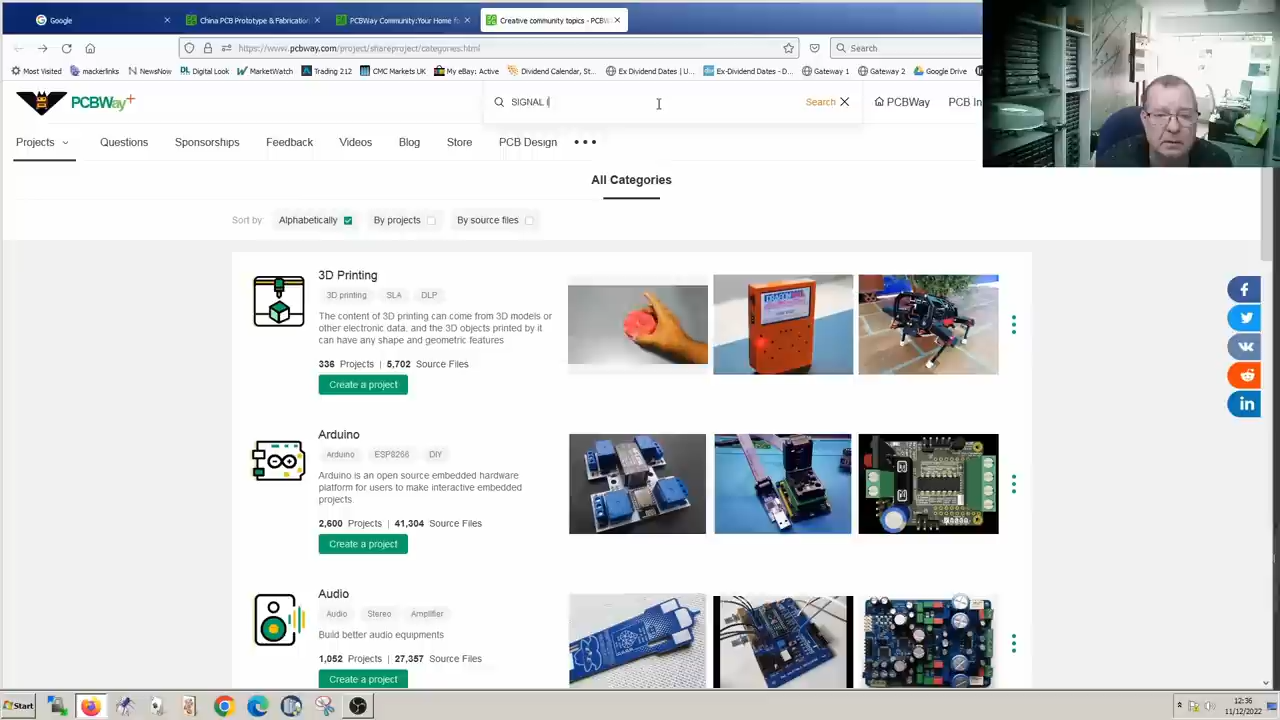 Google
China PCB Prototype & Fabrication
PCBWay Community:Your Home fo
Creative community topics - PCBW
https://www.pcbway.com/project/shareproject/categories.html
Search
Most Visited
mackerlinks
NewsNow
Digital Look
MarketWatch
Trading 212
CMC Markets UK
My eBay: Active
Dividend Calendar, St...
Ex Dividend Dates | U...
Ex-Dividend Dates - D...
Gateway 1
Gateway 2
Google Drive
PCBWay+
SIGNAL I
Search
PCBWay
PCB In
Projects
Questions
Sponsorships
Feedback
Videos
Blog
Store
PCB Design
All Categories
Sort by:
Alphabetically
By projects
By source files
3D Printing
3D printing
SLA
DLP
The content of 3D printing can come from 3D models or
other electronic data, and the 3D objects printed by it
can have any shape and geometric features
336 Projects | 5,702 Source Files
Create a project
Arduino
Arduino
ESP8266
DIY
Arduino is an open source embedded hardware
platform for users to make interactive embedded
projects.
2,600 Projects | 41,304 Source Files
Create a project
Audio
Audio
Stereo
Amplifier
Build better audio equipments
1,052 Projects | 27,357 Source Files
Create a project
Start
12:36
11/12/2022